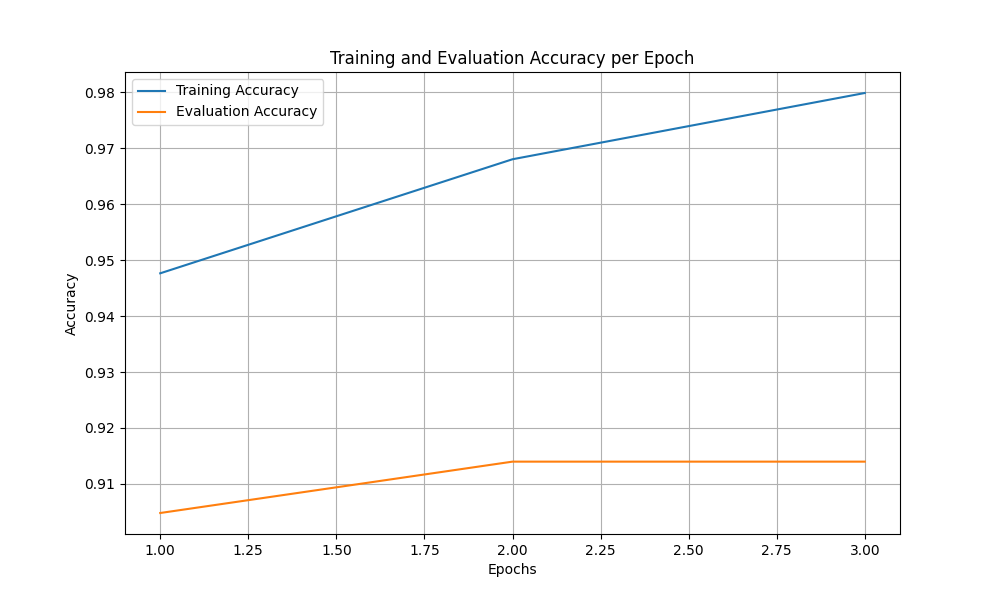 Training and Evaluation Accuracy per Epoch
Training Accuracy
Evaluation Accuracy
Accuracy
0.98
0.97
0.96
0.95
0.94
0.93
0.92
0.91
1.00 1.25 1.50 1.75 2.00 2.25 2.50 2.75 3.00
Epochs